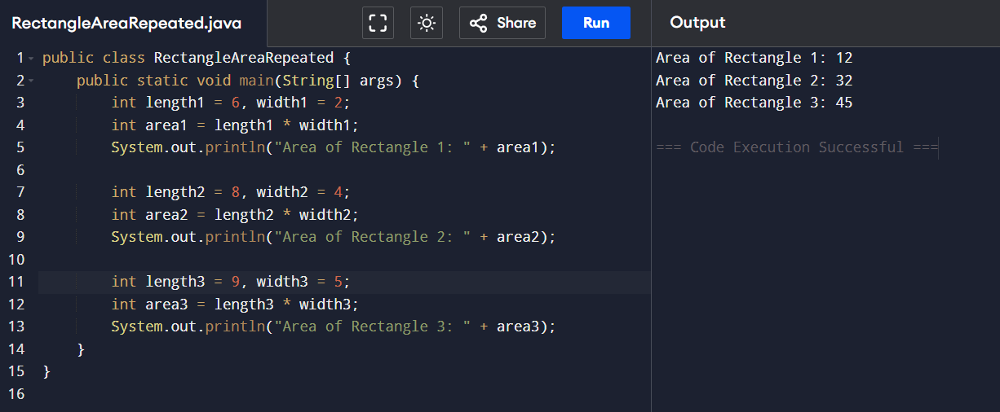 RectangleAreaRepeated.java
Share
Run
Output
1 public class RectangleAreaRepeated {
2     public static void main(String[] args) {
3         int length1 = 6, width1 = 2;
4         int area1 = length1 * width1;
5         System.out.println("Area of Rectangle 1: " + area1);
6
7         int length2 = 8, width2 = 4;
8         int area2 = length2 * width2;
9         System.out.println("Area of Rectangle 2: " + area2);
10
11         int length3 = 9, width3 = 5;
12         int area3 = length3 * width3;
13         System.out.println("Area of Rectangle 3: " + area3);
14     }
15 }
16
Area of Rectangle 1: 12
Area of Rectangle 2: 32
Area of Rectangle 3: 45
=== Code Execution Successful ===